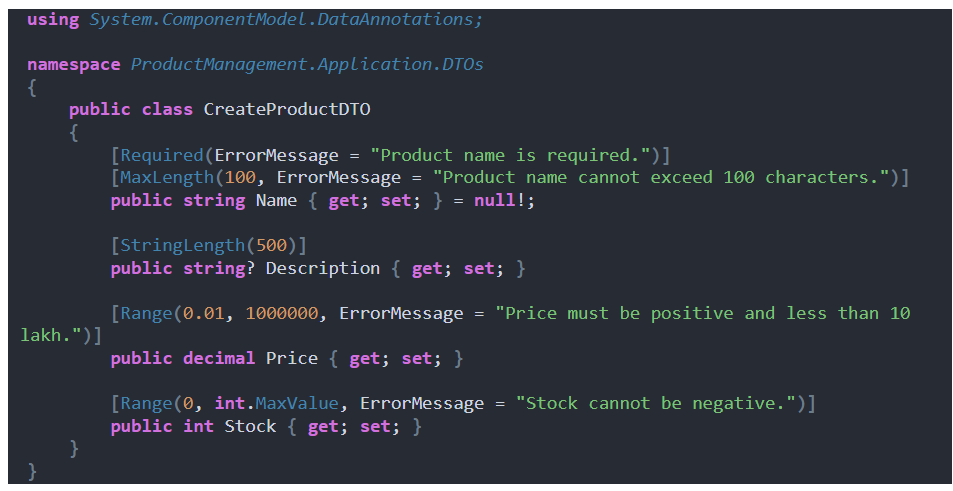 using System.ComponentModel.DataAnnotations;

namespace ProductManagement.Application.DTOs
{
    public class CreateProductDTO
    {
        [Required(ErrorMessage = "Product name is required.")]
        [MaxLength(100, ErrorMessage = "Product name cannot exceed 100 characters.")]
        public string Name { get; set; } = null!;

        [StringLength(500)]
        public string? Description { get; set; }

        [Range(0.01, 1000000, ErrorMessage = "Price must be positive and less than 10
lakh.")]
        public decimal Price { get; set; }

        [Range(0, int.MaxValue, ErrorMessage = "Stock cannot be negative.")]
        public int Stock { get; set; }
    }
}